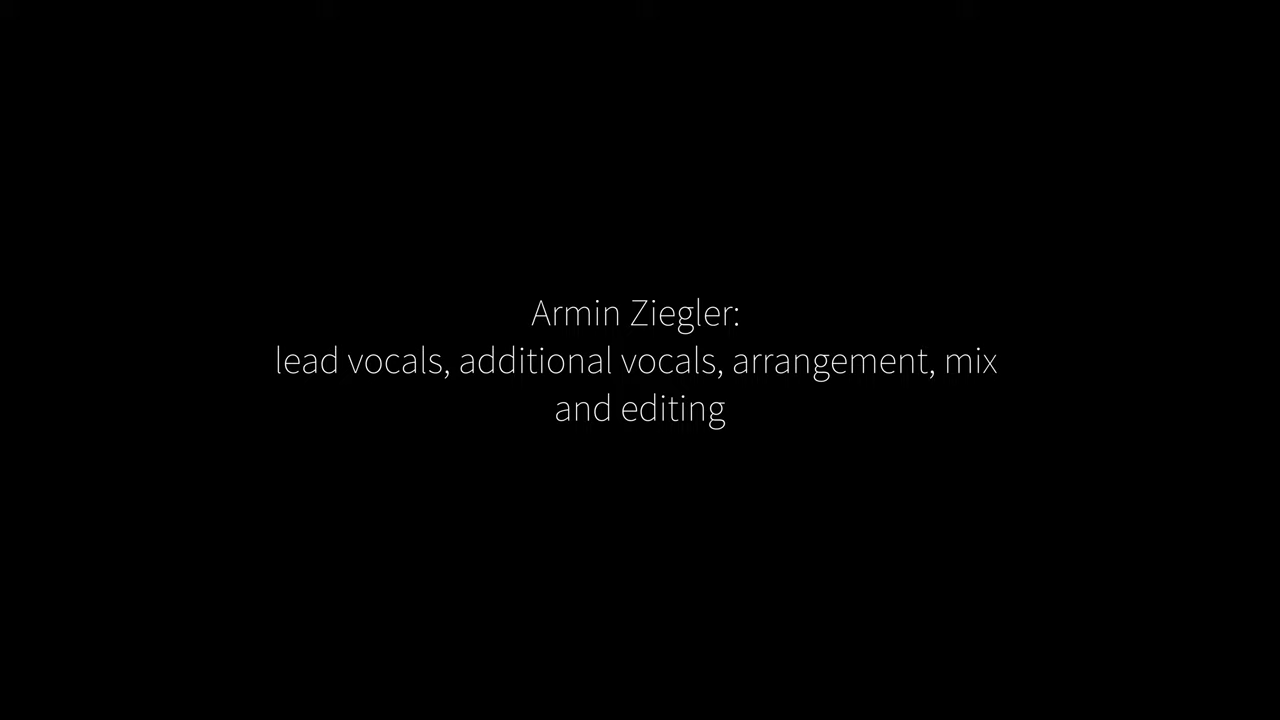 Armin Ziegler:
lead vocals, additional vocals, arrangement, mix
and editing